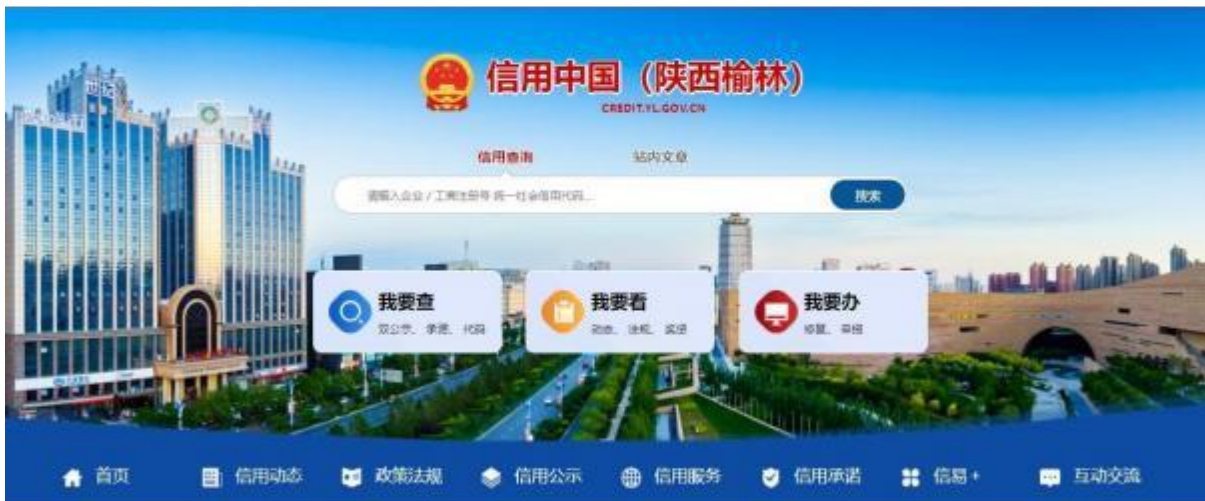 信用中国（陕西榆林）
CREDIT.YL.GOV.CN
信用查询 站内文章
请输入企业 / 工商注册号 统一社会信用代码...
搜索
我要查 我要看 我要办
双公示、承诺、代码 动态、法规、奖惩 修复、举报
首页 信用动态 政策法规 信用公示 信用服务 信用承诺 信易+ 互动交流